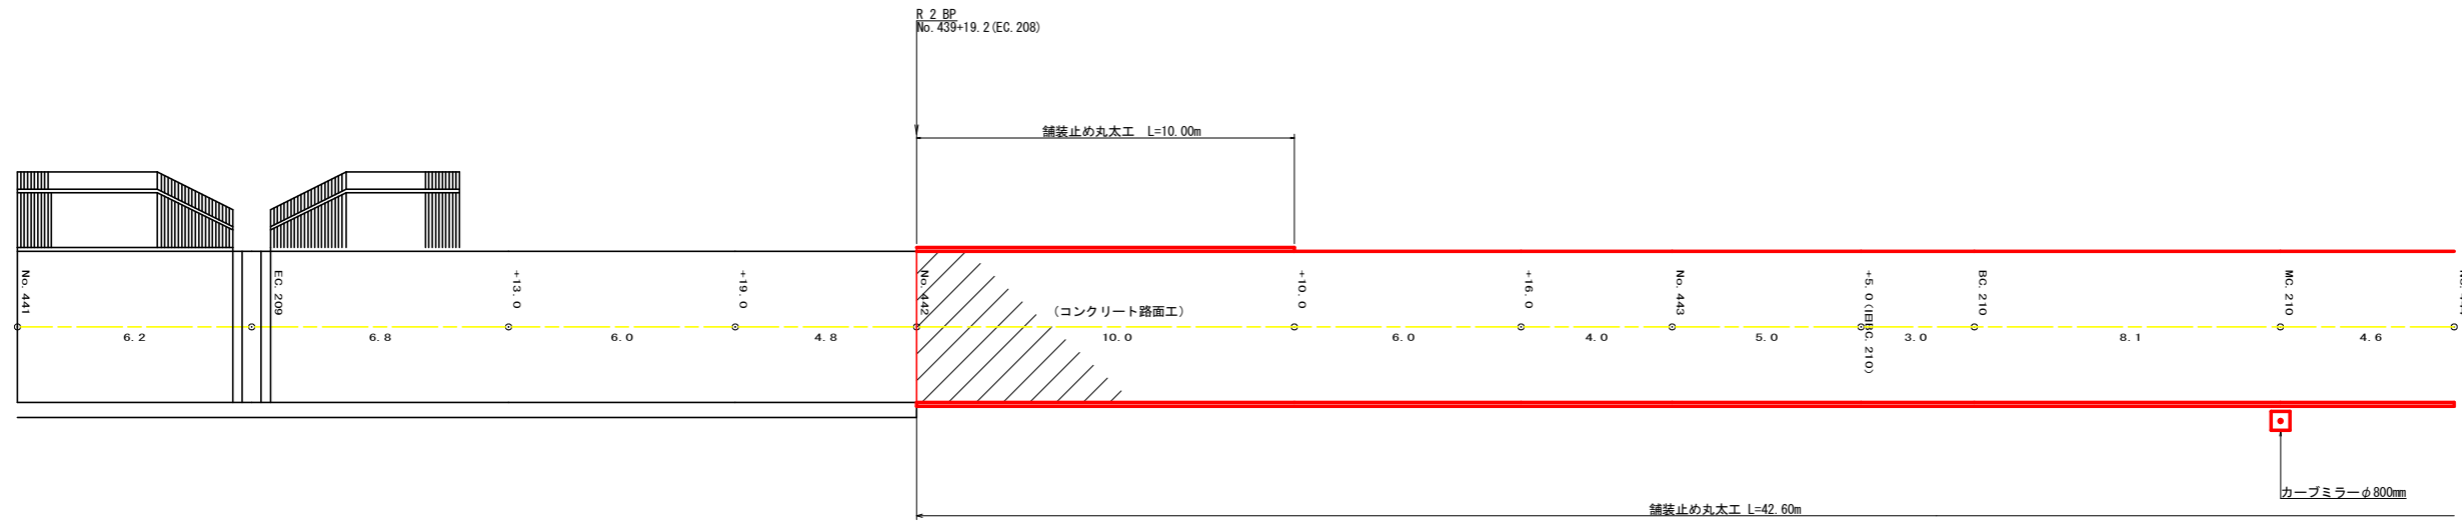 R 2 BP
No. 439+19.2(EC. 208)
舗装止め丸太工 L=10.00m
No. 441
EC. 209
+13.0
+19.0
No. 442
+10.0
+16.0
No. 443
+5.0(旧BC. 210)
BC. 210
MC. 210
(コンクリート路面工)
6.2
6.8
6.0
4.8
10.0
6.0
4.0
5.0
3.0
8.1
4.6
カーブミラーφ800mm
舗装止め丸太工 L=42.60m